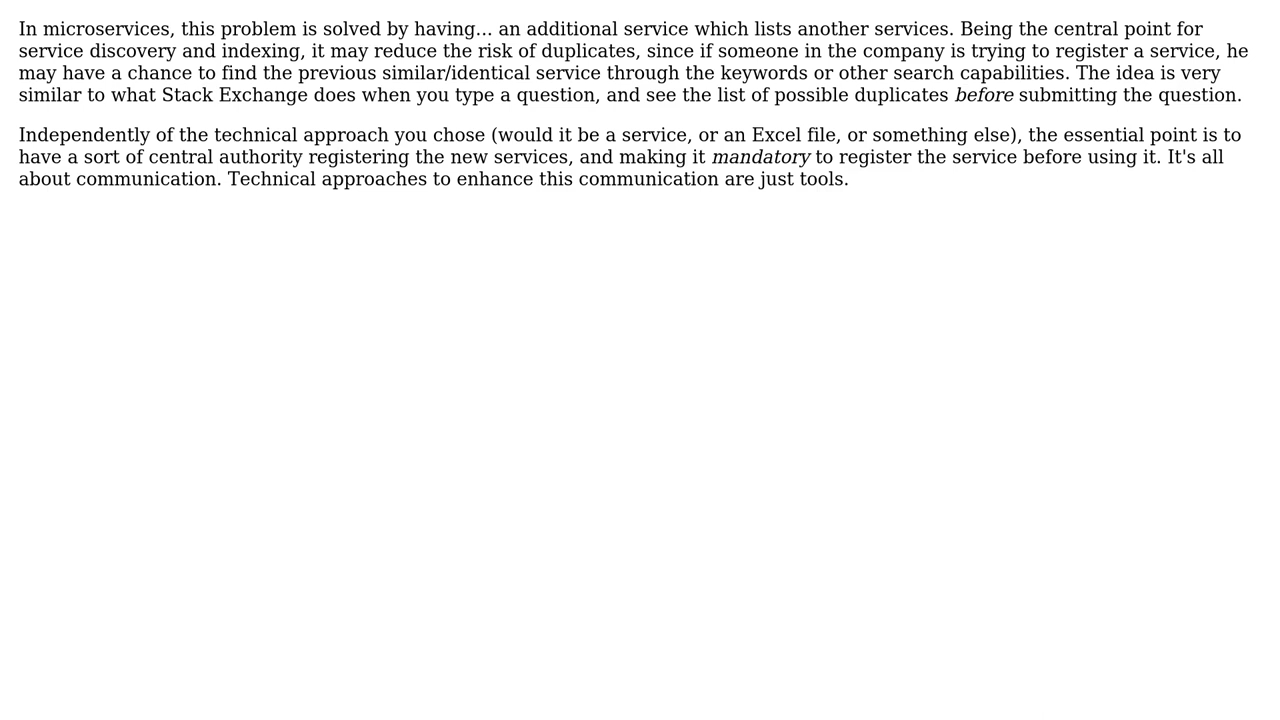 In microservices, this problem is solved by having... an additional service which lists another services. Being the central point for
service discovery and indexing, it may reduce the risk of duplicates, since if someone in the company is trying to register a service, he
may have a chance to find the previous similar/identical service through the keywords or other search capabilities. The idea is very
similar to what Stack Exchange does when you type a question, and see the list of possible duplicates before submitting the question.
Independently of the technical approach you chose (would it be a service, or an Excel file, or something else), the essential point is to
have a sort of central authority registering the new services, and making it mandatory to register the service before using it. It's all
about communication. Technical approaches to enhance this communication are just tools.